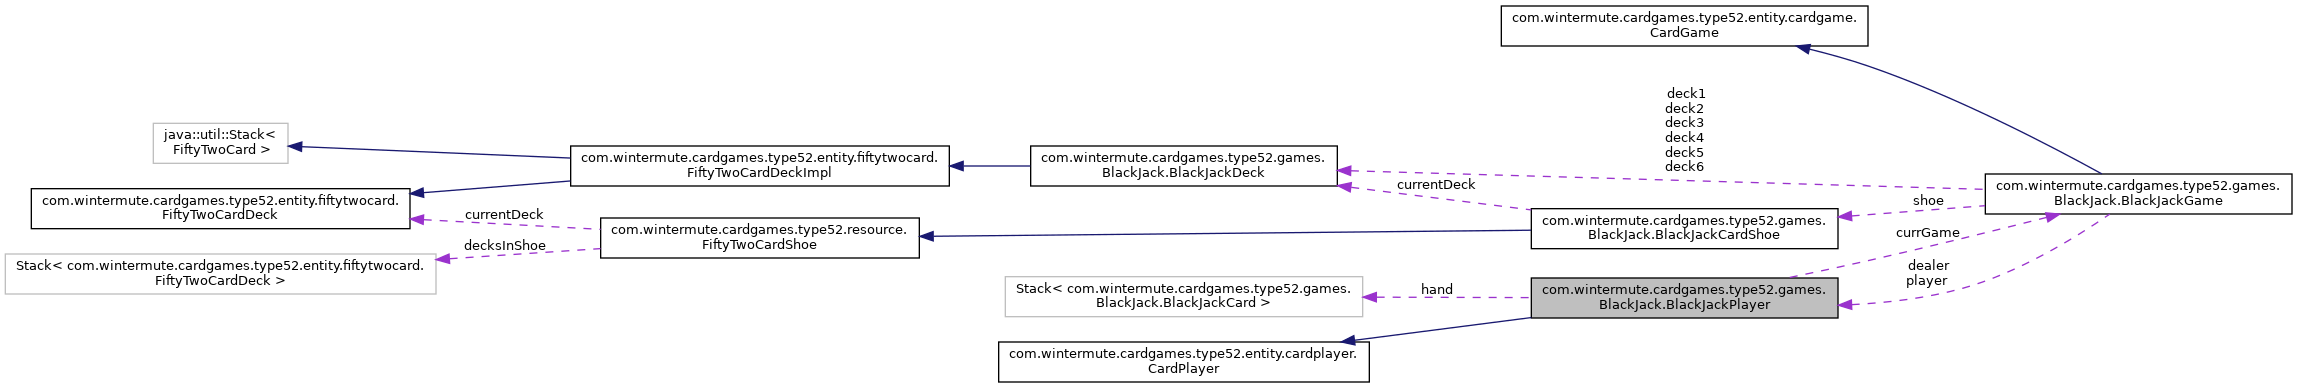 com.wintermute.cardgames.type52.entity.cardgame.
CardGame
deck1
deck2
deck3
deck4
deck5
deck6
java::util::Stack<
FiftyTwoCard >
com.wintermute.cardgames.type52.entity.fiftytwocard.
FiftyTwoCardDeckImpl
com.wintermute.cardgames.type52.games.
BlackJack.BlackJackDeck
currentDeck
com.wintermute.cardgames.type52.games.
BlackJack.BlackJackGame
com.wintermute.cardgames.type52.entity.fiftytwocard.
FiftyTwoCardDeck
currentDeck
decksInShoe
com.wintermute.cardgames.type52.resource.
FiftyTwoCardShoe
com.wintermute.cardgames.type52.games.
BlackJack.BlackJackCardShoe
shoe
currGame
dealer
player
Stack< com.wintermute.cardgames.type52.entity.fiftytwocard.
FiftyTwoCardDeck >
Stack< com.wintermute.cardgames.type52.games.
BlackJack.BlackJackCard >
hand
com.wintermute.cardgames.type52.games.
BlackJack.BlackJackPlayer
com.wintermute.cardgames.type52.entity.cardplayer.
CardPlayer